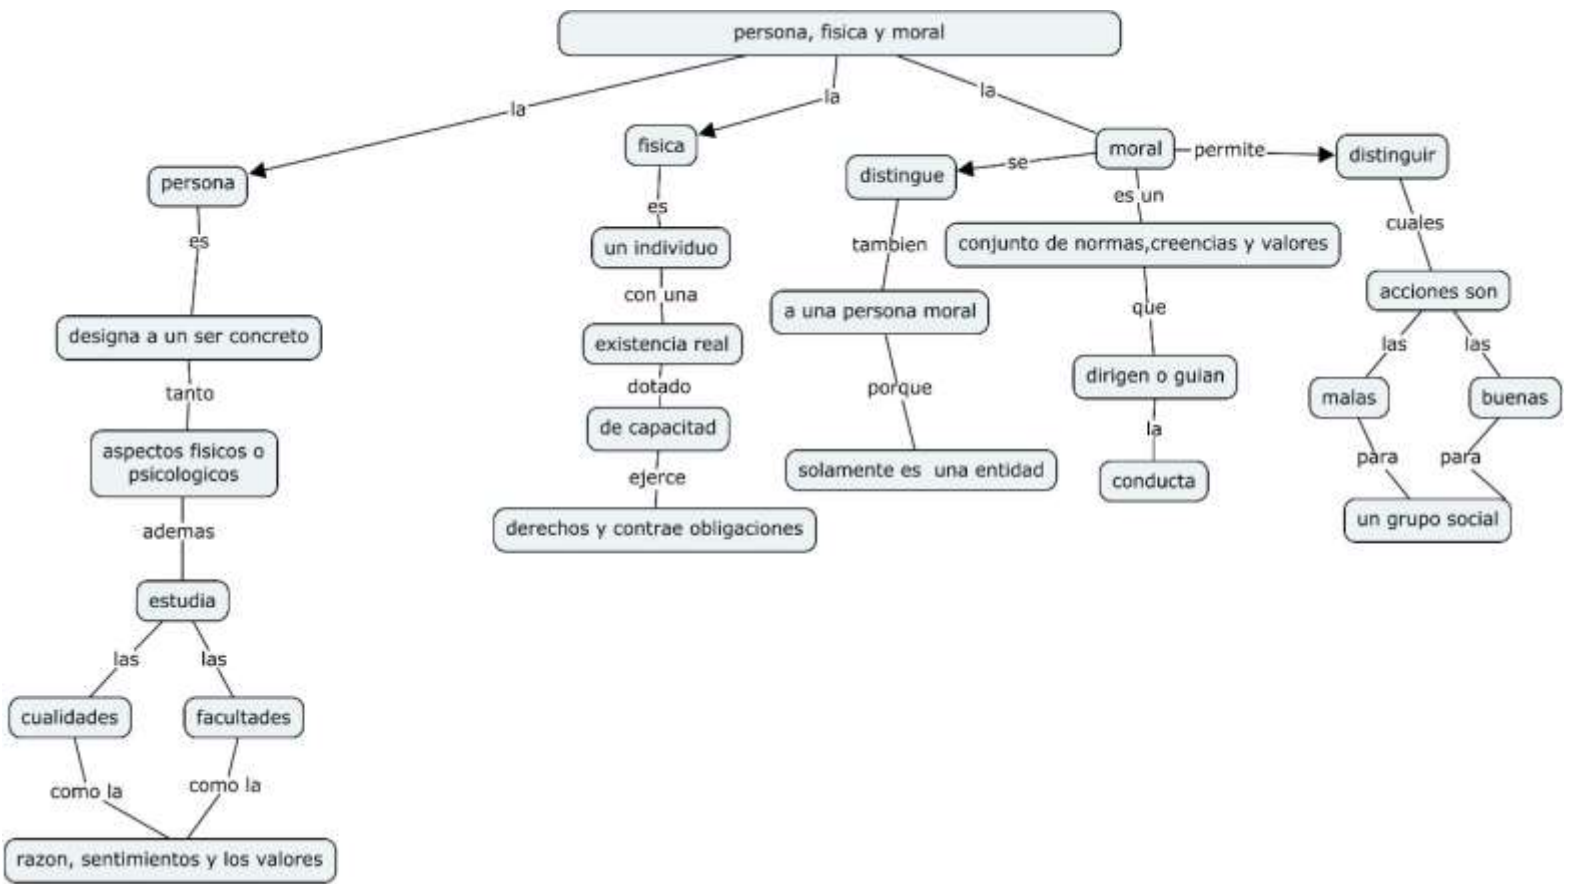 persona, fisica y moral
la
la
la
persona
es
designa a un ser concreto
tanto
aspectos fisicos o
psicologicos
ademas
estudia
las
las
cualidades
facultades
como la
como la
razon, sentimientos y los valores
fisica
es
un individuo
con una
existencia real
dotado
de capacitad
ejerce
derechos y contrae obligaciones
moral
se
distingue
tambien
a una persona moral
porque
solamente es una entidad
es un
conjunto de normas,creencias y valores
que
dirigen o guian
la
conducta
permite
distinguir
cuales
acciones son
las
las
malas
buenas
para
para
un grupo social